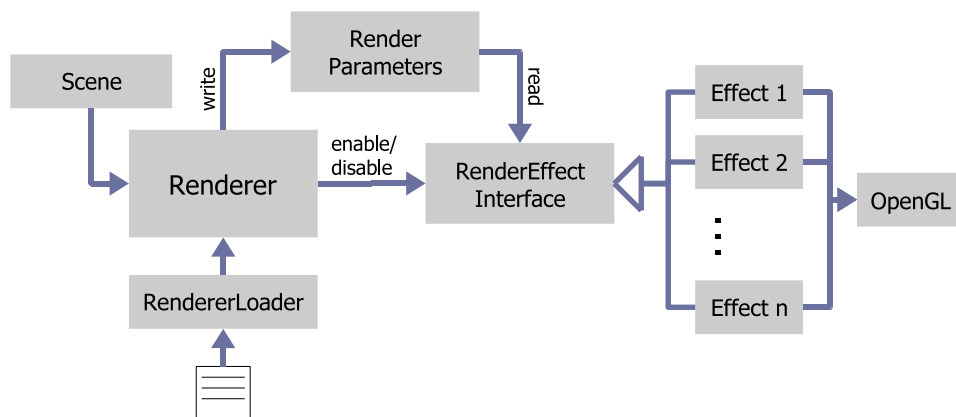 Scene
Render
Parameters
write
read
enable/
disable
Renderer
RenderEffect
Interface
Effect 1
Effect 2
Effect n
OpenGL
RendererLoader